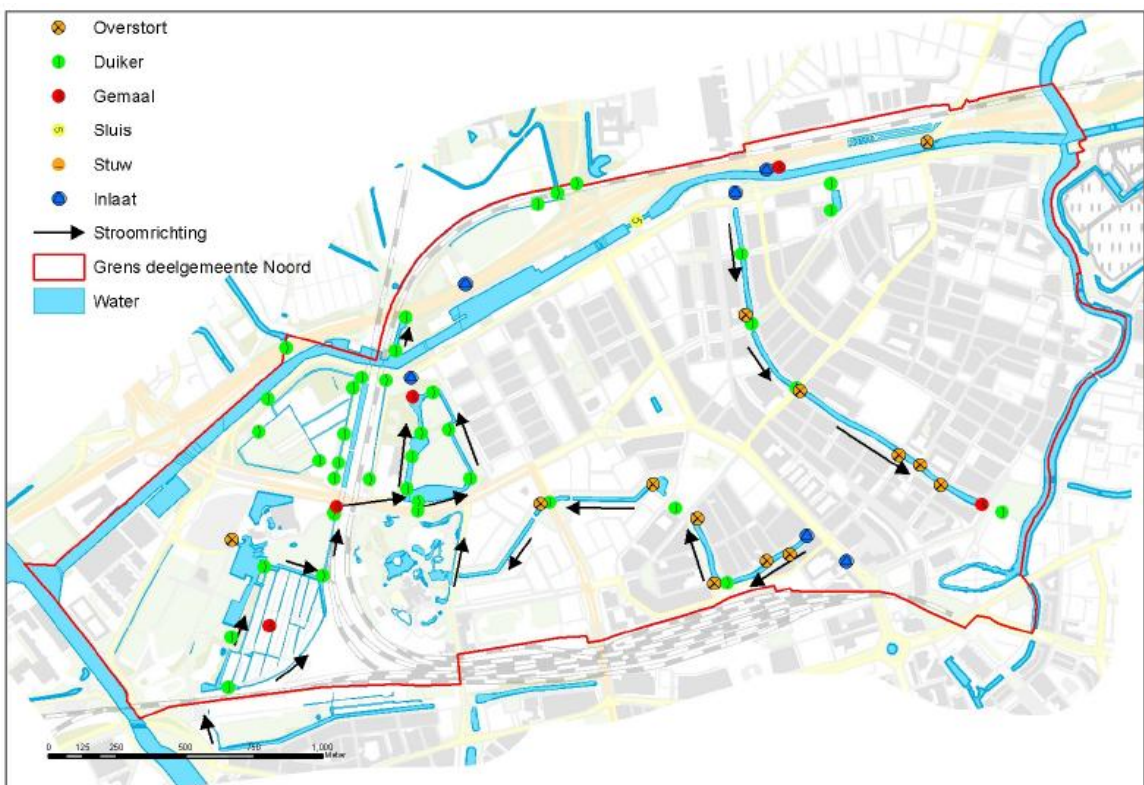 Overstort
Duiker
Gemaal
Sluis
Stuw
Inlaat
Stroomrichting
Grens deelgemeente Noord
Water
0 125 250 500 750 1,000
Meter